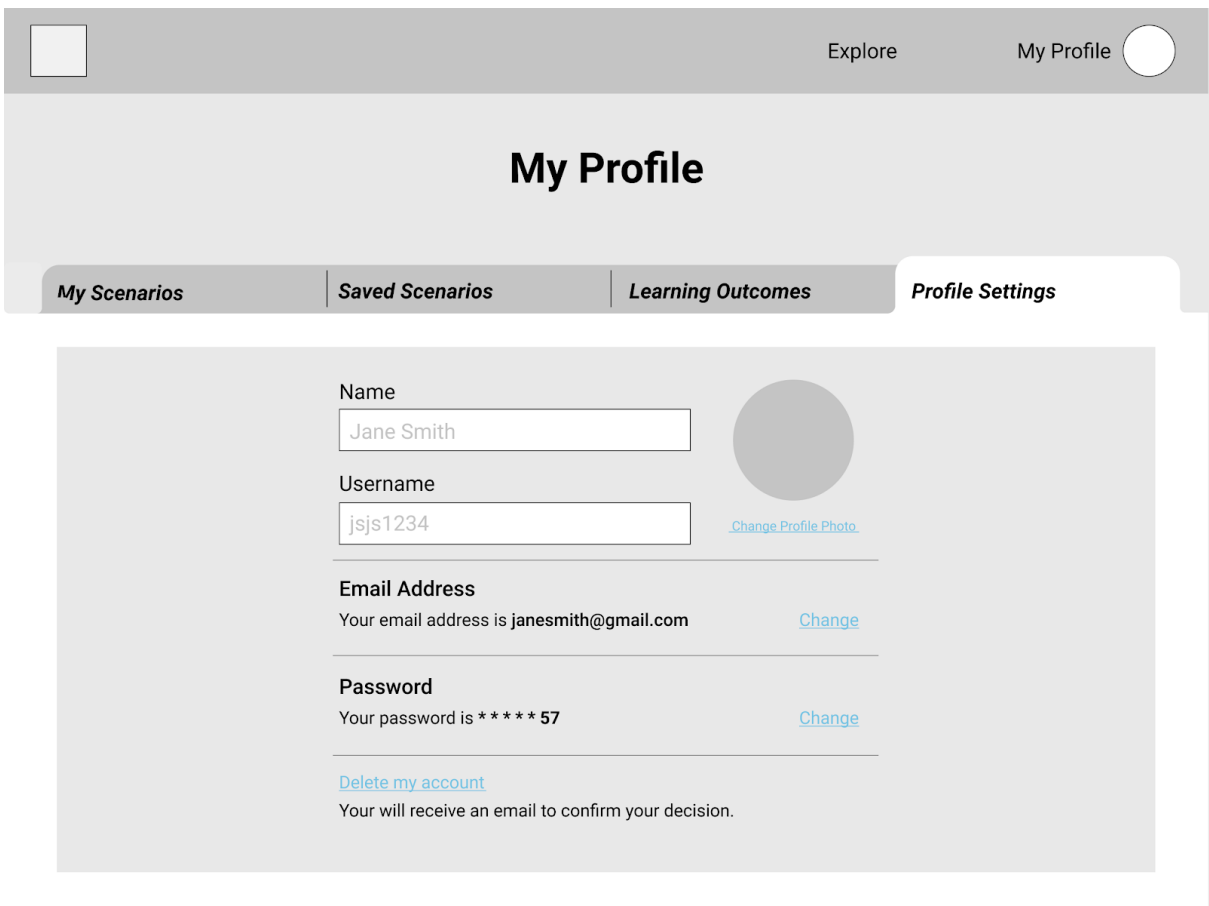 Explore
My Profile
My Profile
My Scenarios
Saved Scenarios
Learning Outcomes
Profile Settings
Name
Jane Smith
Username
jsjs1234
Change Profile Photo
Email Address
Your email address is janesmith@gmail.com
Change
Password
Your password is * * * * * 57
Change
Delete my account
Your will receive an email to confirm your decision.